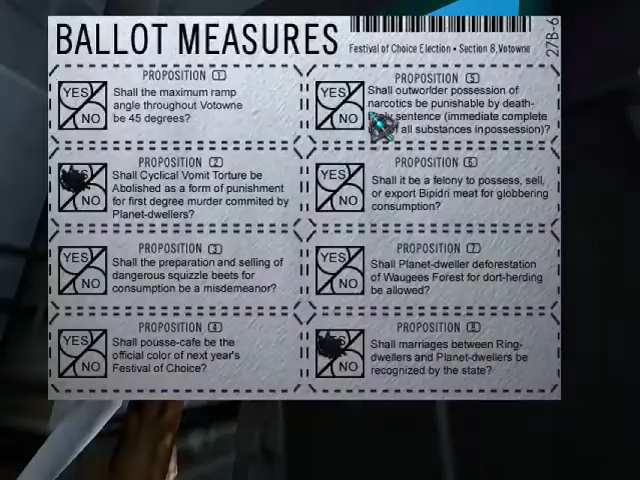 BALLOT MEASURES
Festival of Choice Election • Section 8, Votowne
27B-6
PROPOSITION (1)
YES
NO
Shall the maximum ramp
angle throughout Votowne
be 45 degrees?
PROPOSITION (2)
NO
Shall Cyclical Vomit Torture be
Abolished as a form of punishment
for first degree murder commited by
Planet-dwellers?
PROPOSITION (3)
YES
NO
Shall the preparation and selling of
dangerous squizzle beets for
consumption be a misdemeanor?
PROPOSITION (4)
YES
NO
Shall pousse-cafe be the
official color of next year's
Festival of Choice?
PROPOSITION (5)
YES
NO
Shall outworlder possession of
narcotics be punishable by death-
sentence (immediate complete
all substances inpossession)?
PROPOSITION (6)
YES
NO
Shall it be a felony to possess, sell,
or export Bipidri meat for globbering
consumption?
PROPOSITION (7)
YES
NO
Shall Planet-dweller deforestation
of Waugees Forest for dort-herding
be allowed?
PROPOSITION (8)
NO
Shall marriages between Ring-
dwellers and Planet-dwellers be
recognized by the state?